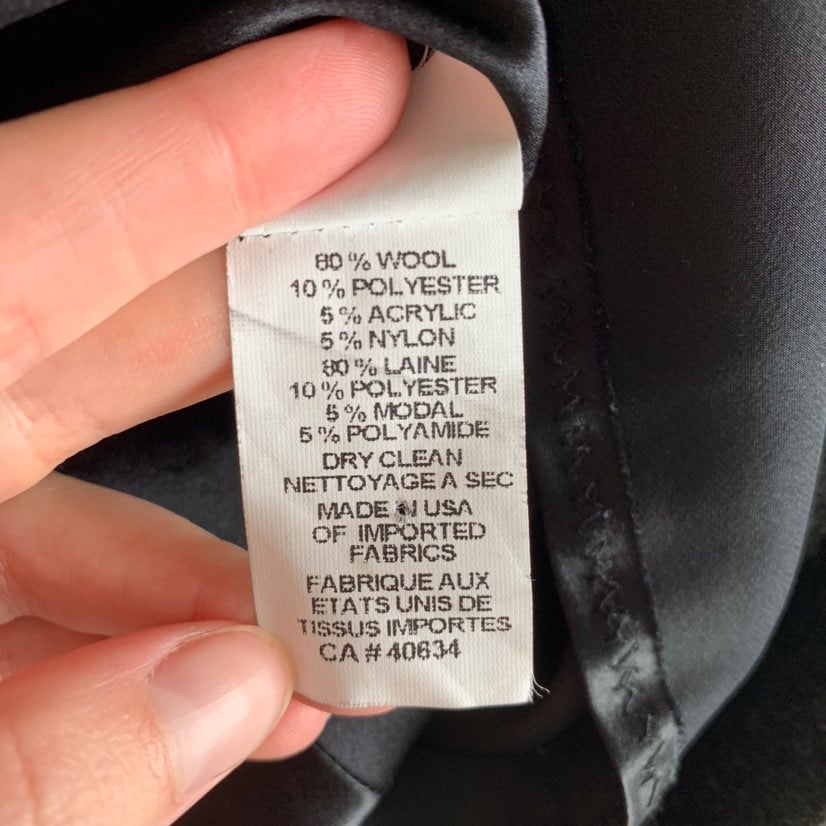 80 % WOOL
10 % POLYESTER
5 % ACRYLIC
5 % NYLON
80 % LAINE
10 % POLYESTER
5 % MODAL
5 % POLYAMIDE
DRY CLEAN
NETTOYAGE A SEC
MADE IN USA
OF IMPORTED
FABRICS
FABRIQUE AUX
ETATS UNIS DE
TISSUS IMPORTES
CA # 40634